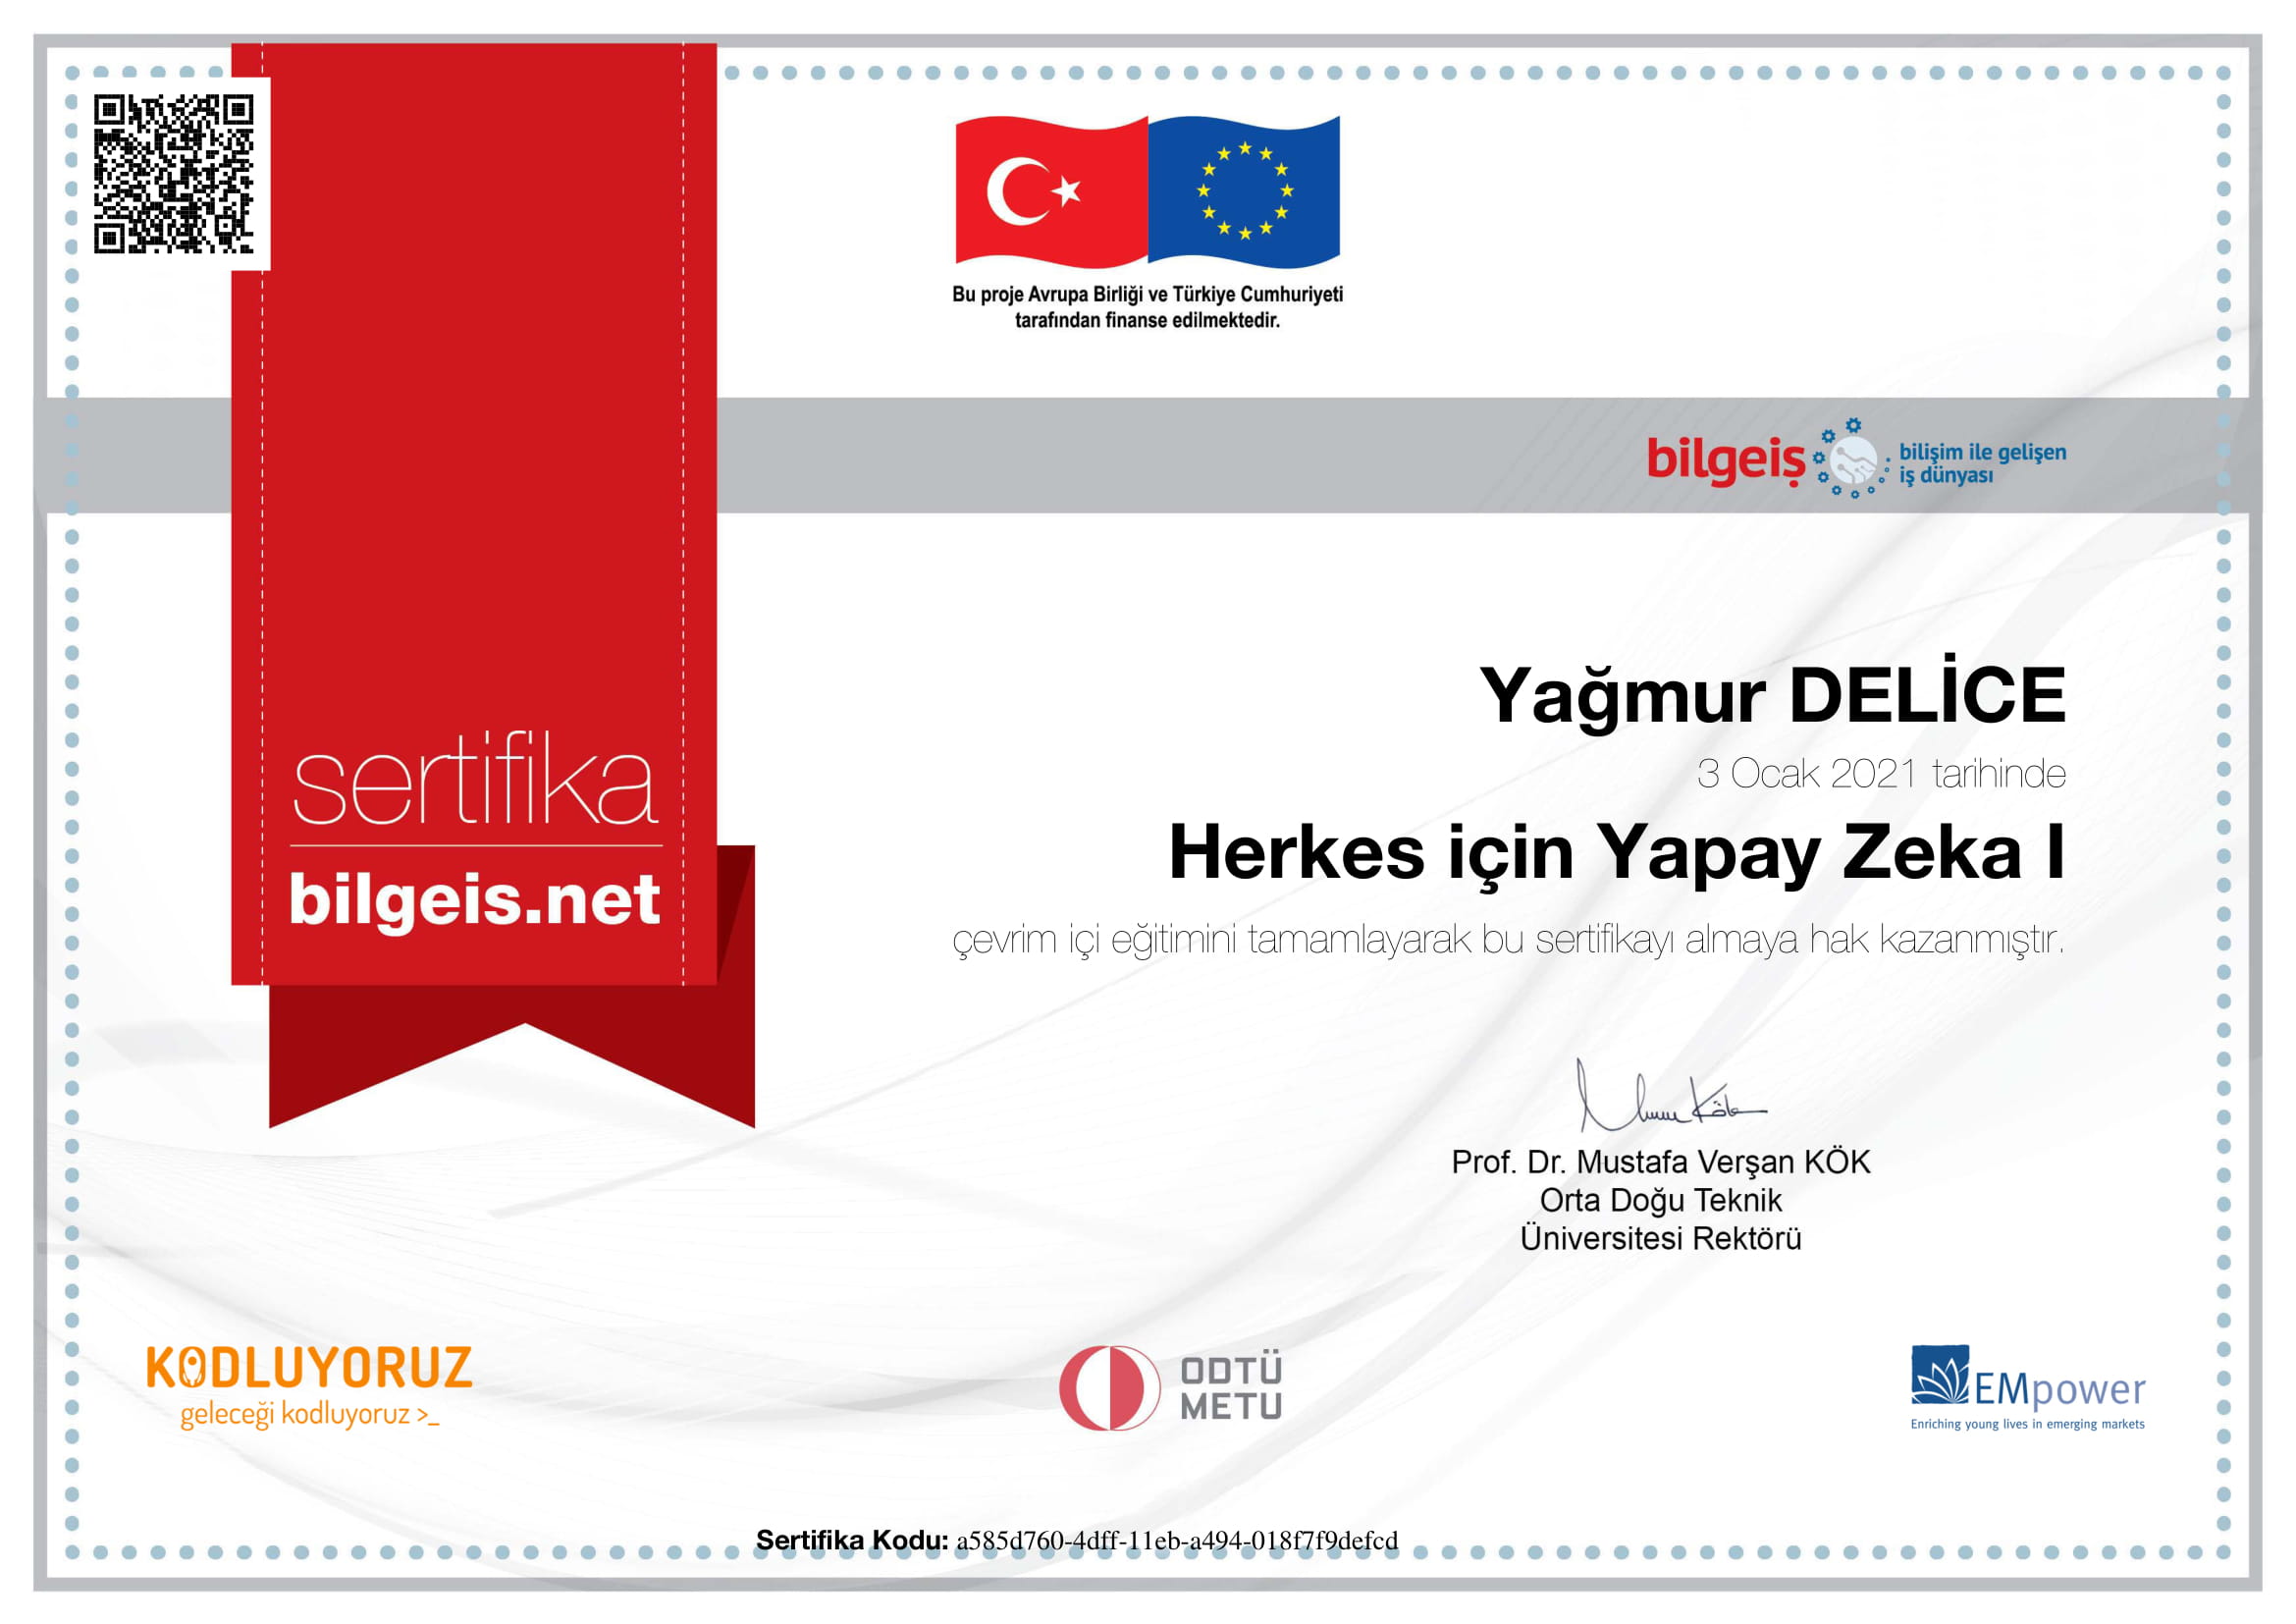 Bu proje Avrupa Birliği ve Türkiye Cumhuriyeti
tarafından finanse edilmektedir.
bilgeiş
bilişim ile gelişen
iş dünyası
sertifika
bilgeis.net
Yağmur DELİCE
3 Ocak 2021 tarihinde
Herkes için Yapay Zeka I
çevrim içi eğitimini tamamlayarak bu sertifikayı almaya hak kazanmıştır.
Prof. Dr. Mustafa Verşan KÖK
Orta Doğu Teknik
Üniversitesi Rektörü
KODLUYORUZ
geleceği kodluyoruz >_
ODTÜ
METU
EMpower
Enriching young lives in emerging markets
Sertifika Kodu: a585d760-4dff-11eb-a494-018f7f9defcd